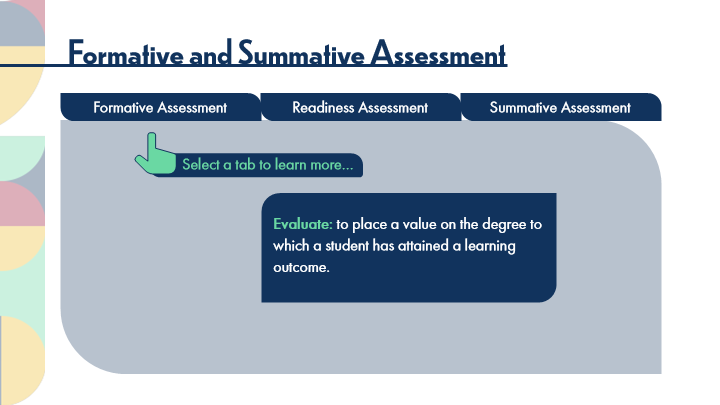 Formative and Summative Assessment
Formative Assessment
Readiness Assessment
Summative Assessment
Select a tab to learn more...
Evaluate: to place a value on the degree to
which a student has attained a learning
outcome.